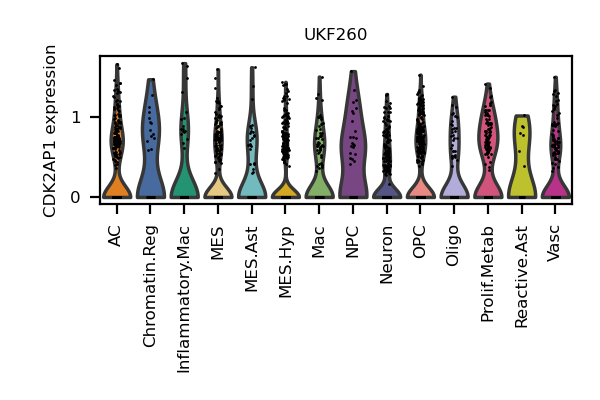 UKF260
CDK2AP1 expression
1
0
AC
Chromatin.Reg
Inflammatory.Mac
MES
MES.Ast
MES.Hyp
Mac
NPC
Neuron
OPC
Oligo
Prolif.Metab
Reactive.Ast
Vasc